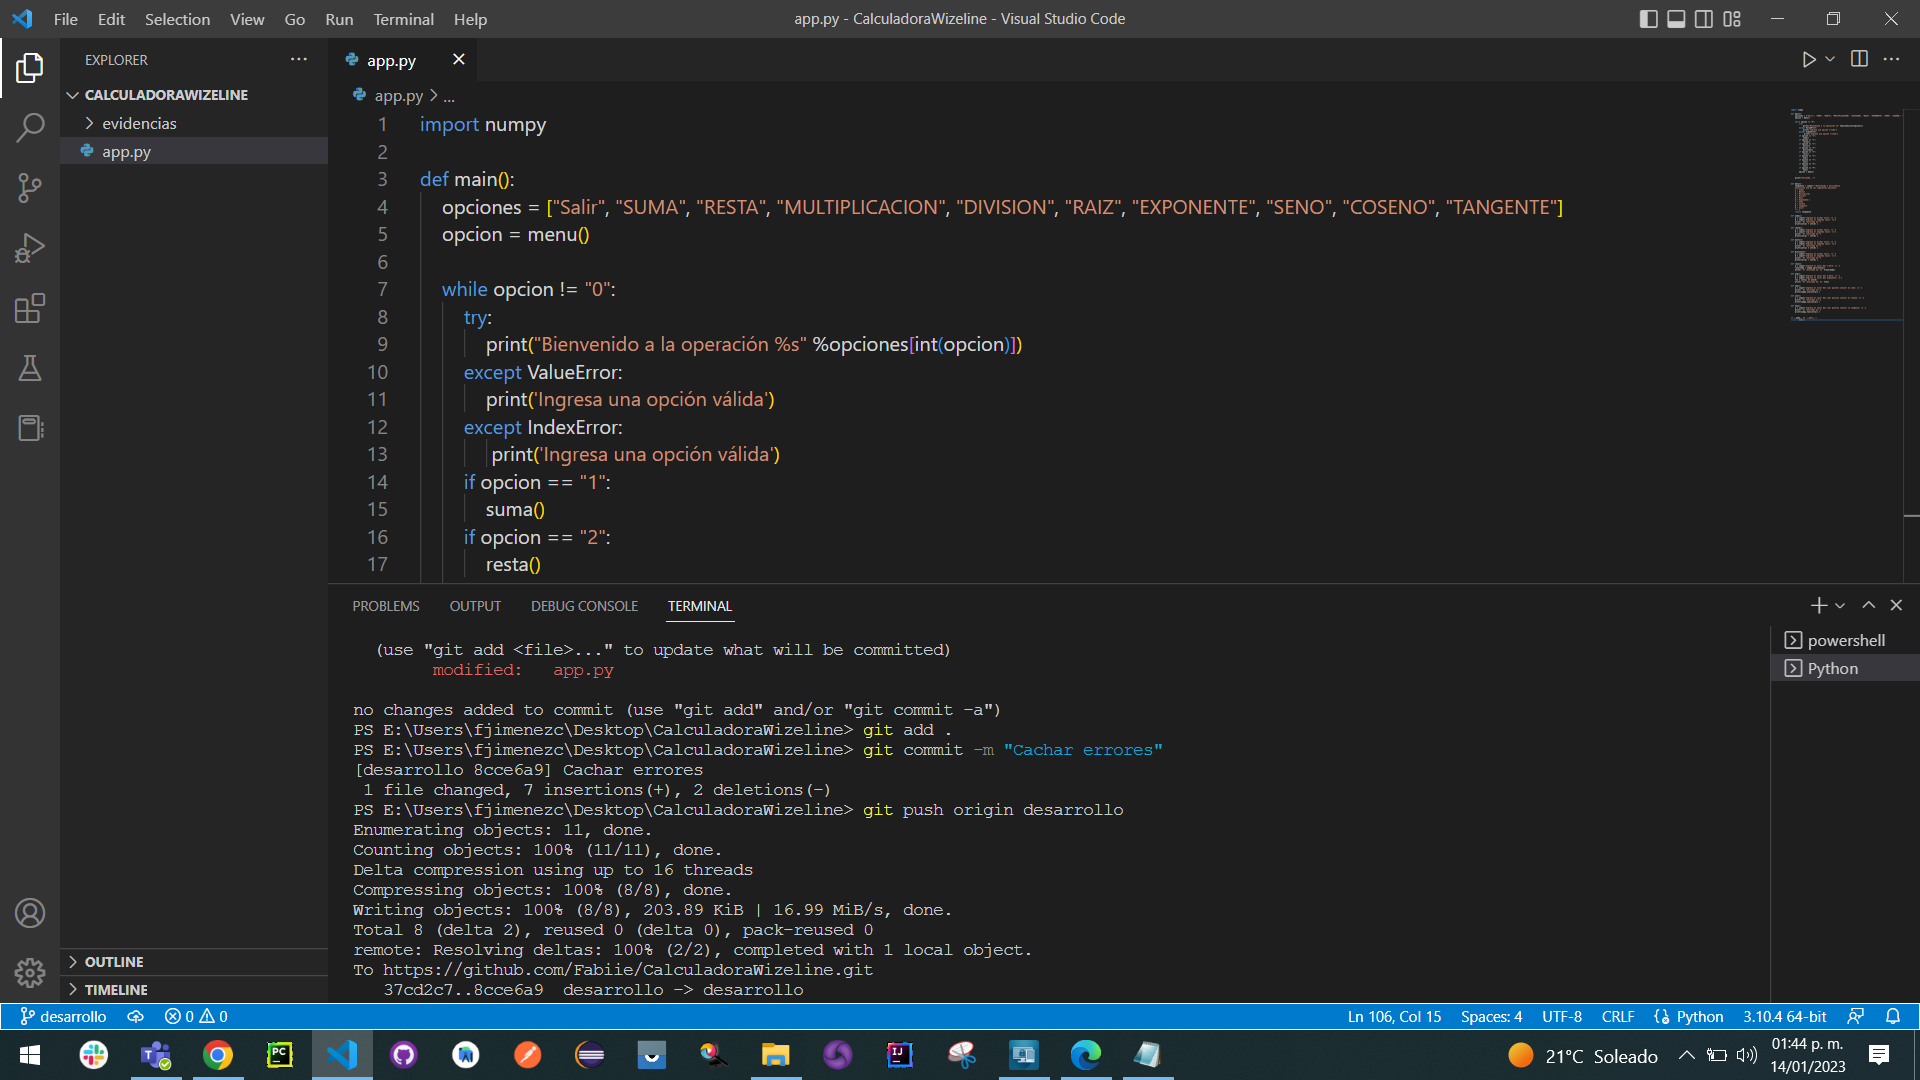 File Edit Selection View Go Run Terminal Help
app.py - CalculadoraWizeline - Visual Studio Code
EXPLORER
CALCULADORAWIZELINE
evidencias
app.py
OUTLINE
TIMELINE
app.py
app.py > ...
1 import numpy
2
3 def main():
4 opciones = ["Salir", "SUMA", "RESTA", "MULTIPLICACION", "DIVISION", "RAIZ", "EXPONENTE", "SENO", "COSENO", "TANGENTE"]
5 opcion = menu()
6
7 while opcion != "0":
8 try:
9 print("Bienvenido a la operación %s" %opciones[int(opcion)])
10 except ValueError:
11 print('Ingresa una opción válida')
12 except IndexError:
13 print('Ingresa una opción válida')
14 if opcion == "1":
15 suma()
16 if opcion == "2":
17 resta()
PROBLEMS OUTPUT DEBUG CONSOLE TERMINAL
(use "git add <file>..." to update what will be committed)
modified: app.py
no changes added to commit (use "git add" and/or "git commit -a")
PS E:\Users\fjimenezc\Desktop\CalculadoraWizeline> git add .
PS E:\Users\fjimenezc\Desktop\CalculadoraWizeline> git commit -m "Cachar errores"
[desarrollo 8cce6a9] Cachar errores
1 file changed, 7 insertions(+), 2 deletions(-)
PS E:\Users\fjimenezc\Desktop\CalculadoraWizeline> git push origin desarrollo
Enumerating objects: 11, done.
Counting objects: 100% (11/11), done.
Delta compression using up to 16 threads
Compressing objects: 100% (8/8), done.
Writing objects: 100% (8/8), 203.89 KiB | 16.99 MiB/s, done.
Total 8 (delta 2), reused 0 (delta 0), pack-reused 0
remote: Resolving deltas: 100% (2/2), completed with 1 local object.
To https://github.com/Fabiie/CalculadoraWizeline.git
37cd2c7..8cce6a9 desarrollo -> desarrollo
powershell
Python
desarrollo 0 0 Ln 106, Col 15 Spaces: 4 UTF-8 CRLF Python 3.10.4 64-bit
PC
IJ
21°C Soleado
01:44 p. m.
14/01/2023